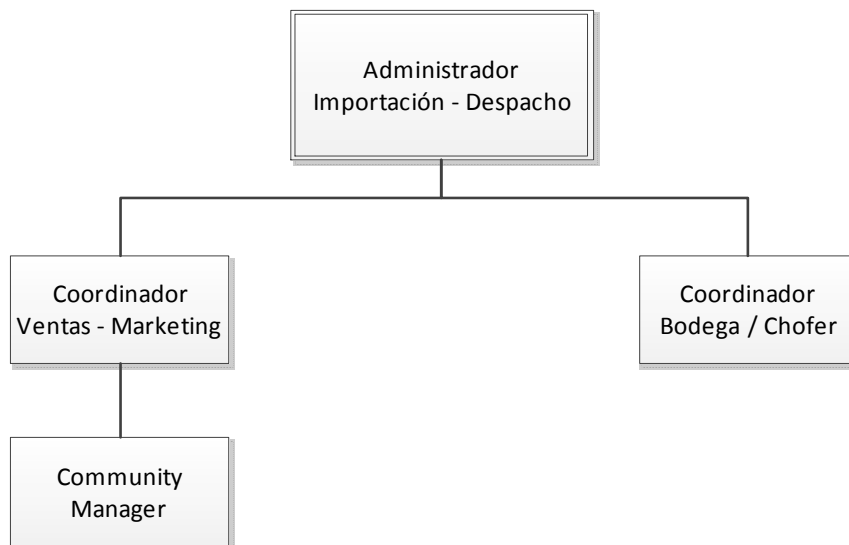 Administrador
Importación - Despacho
Coordinador
Ventas - Marketing
Coordinador
Bodega / Chofer
Community
Manager